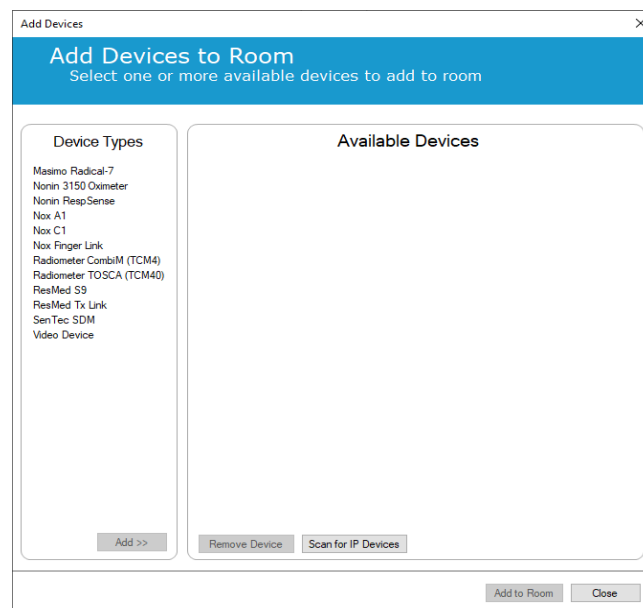 Add Devices
Add Devices to Room
Select one or more available devices to add to room
Device Types
Masimo Radical-7
Nonin 3150 Oximeter
Nonin RespSense
Nox A1
Nox C1
Nox Finger Link
Radiometer CombiM (TCM4)
Radiometer TOSCA (TCM40)
ResMed S9
ResMed Tx Link
SenTec SDM
Video Device
Add >>
Available Devices
Remove Device
Scan for IP Devices
Add to Room
Close